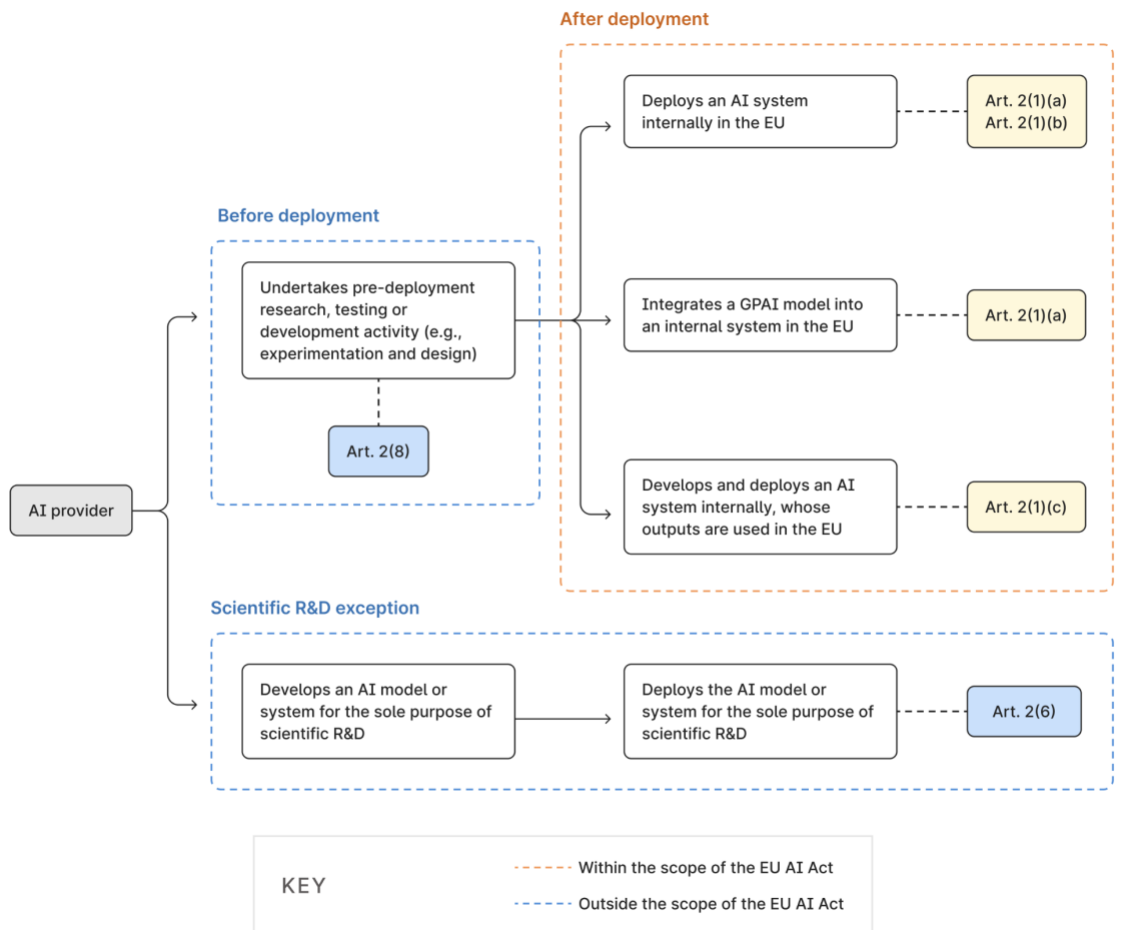 After deployment
Deploys an AI system
internally in the EU
Art. 2(1)(a)
Art. 2(1)(b)
Before deployment
Undertakes pre-deployment
research, testing or
development activity (e.g.,
experimentation and design)
Art. 2(8)
Integrates a GPAI model into
an internal system in the EU
Art. 2(1)(a)
Develops and deploys an AI
system internally, whose
outputs are used in the EU
Art. 2(1)(c)
AI provider
Scientific R&D exception
Develops an AI model or
system for the sole purpose of
scientific R&D
Deploys the AI model or
system for the sole purpose of
scientific R&D
Art. 2(6)
KEY
Within the scope of the EU AI Act
Outside the scope of the EU AI Act